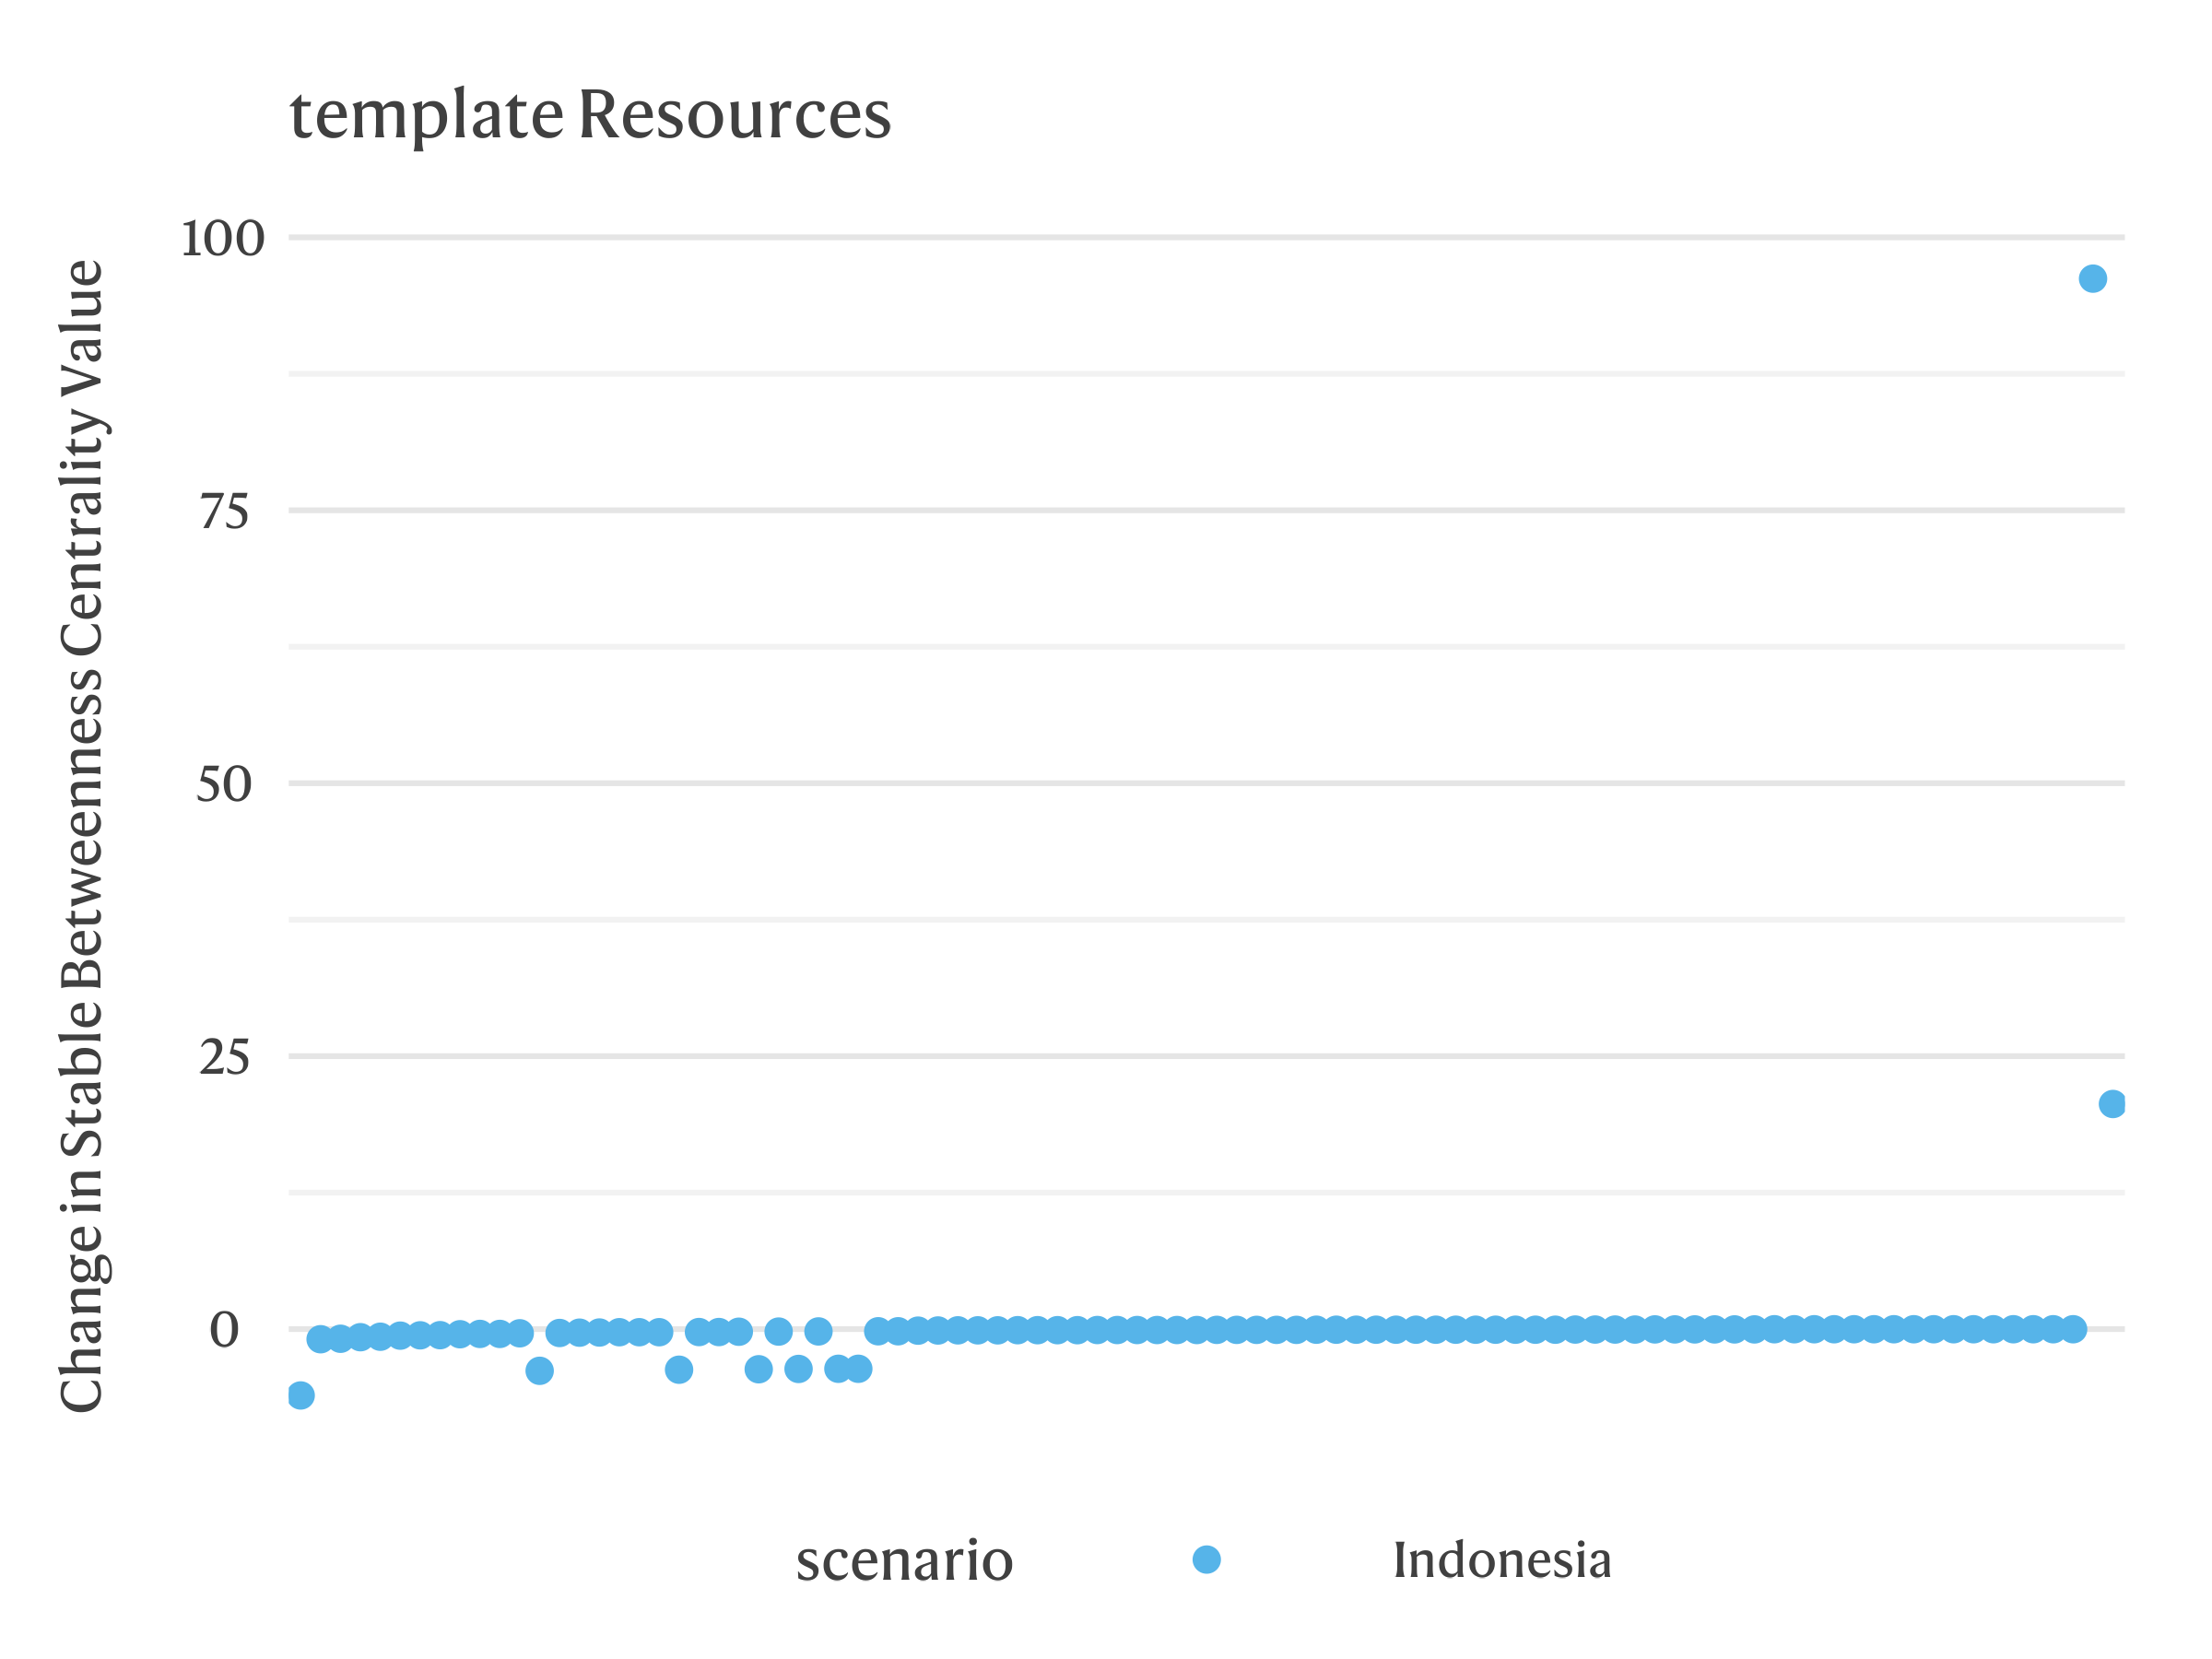 template Resources
Change in Stable Betweenness Centrality Value
100
75
50
25
0
scenario
Indonesia